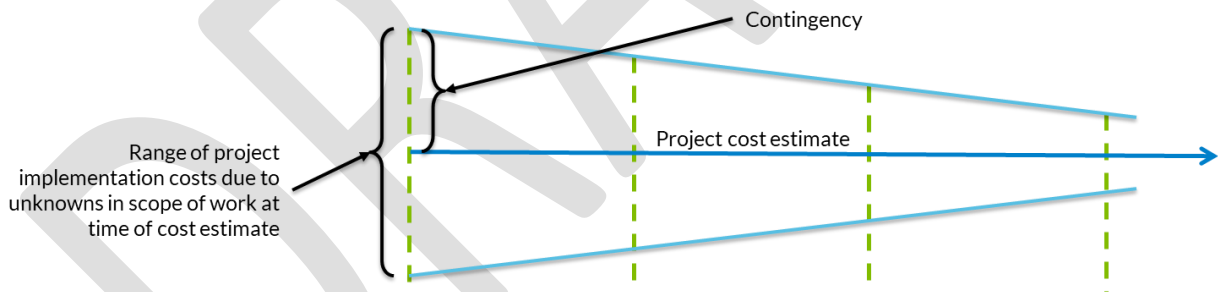 Contingency
Project cost estimate
Range of project
implementation costs due to
unknowns in scope of work at
time of cost estimate